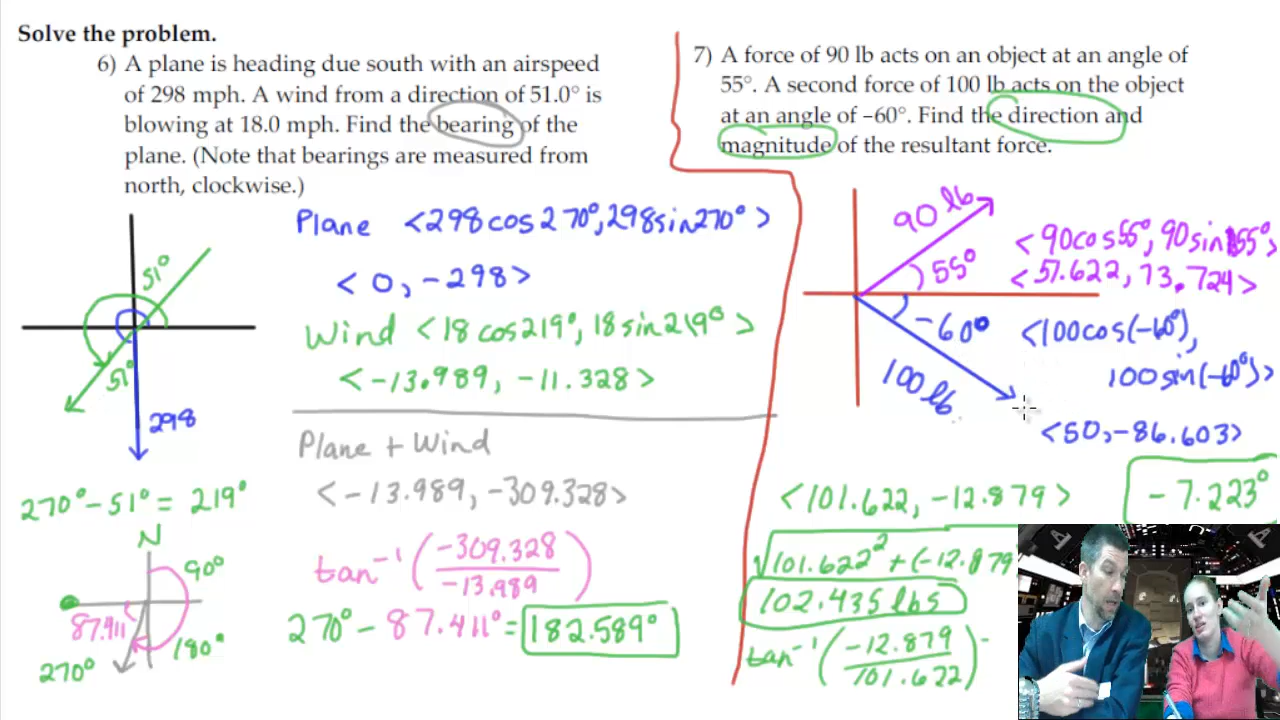 Solve the problem.
6) A plane is heading due south with an airspeed
of 298 mph. A wind from a direction of 51.0° is
blowing at 18.0 mph. Find the bearing of the
plane. (Note that bearings are measured from
north, clockwise.)
51°
51°
298
270° - 51° = 219°
N
90°
87.411
180°
270°
Plane <298cos270°, 298sin270°>
<0, -298>
Wind <18cos219°, 18sin219°>
<-13.989, -11.328>
Plane + Wind
<-13.989, -309.328>
tan⁻¹(-309.328/-13.989)
270° - 87.411° = 182.589°
7) A force of 90 lb acts on an object at an angle of
55°. A second force of 100 lb acts on the object
at an angle of –60°. Find the direction and
magnitude of the resultant force.
90 lb
55°
<90cos55°, 90sin55°>
<57.622, 73.724>
-60°
100 lb
<100cos(-60°),
100sin(-60°)>
<50, -86.603>
<101.622, -12.879>
-7.223°
√101.622² + (-12.879
102.435 lbs
tan⁻¹(-12.879/101.622)